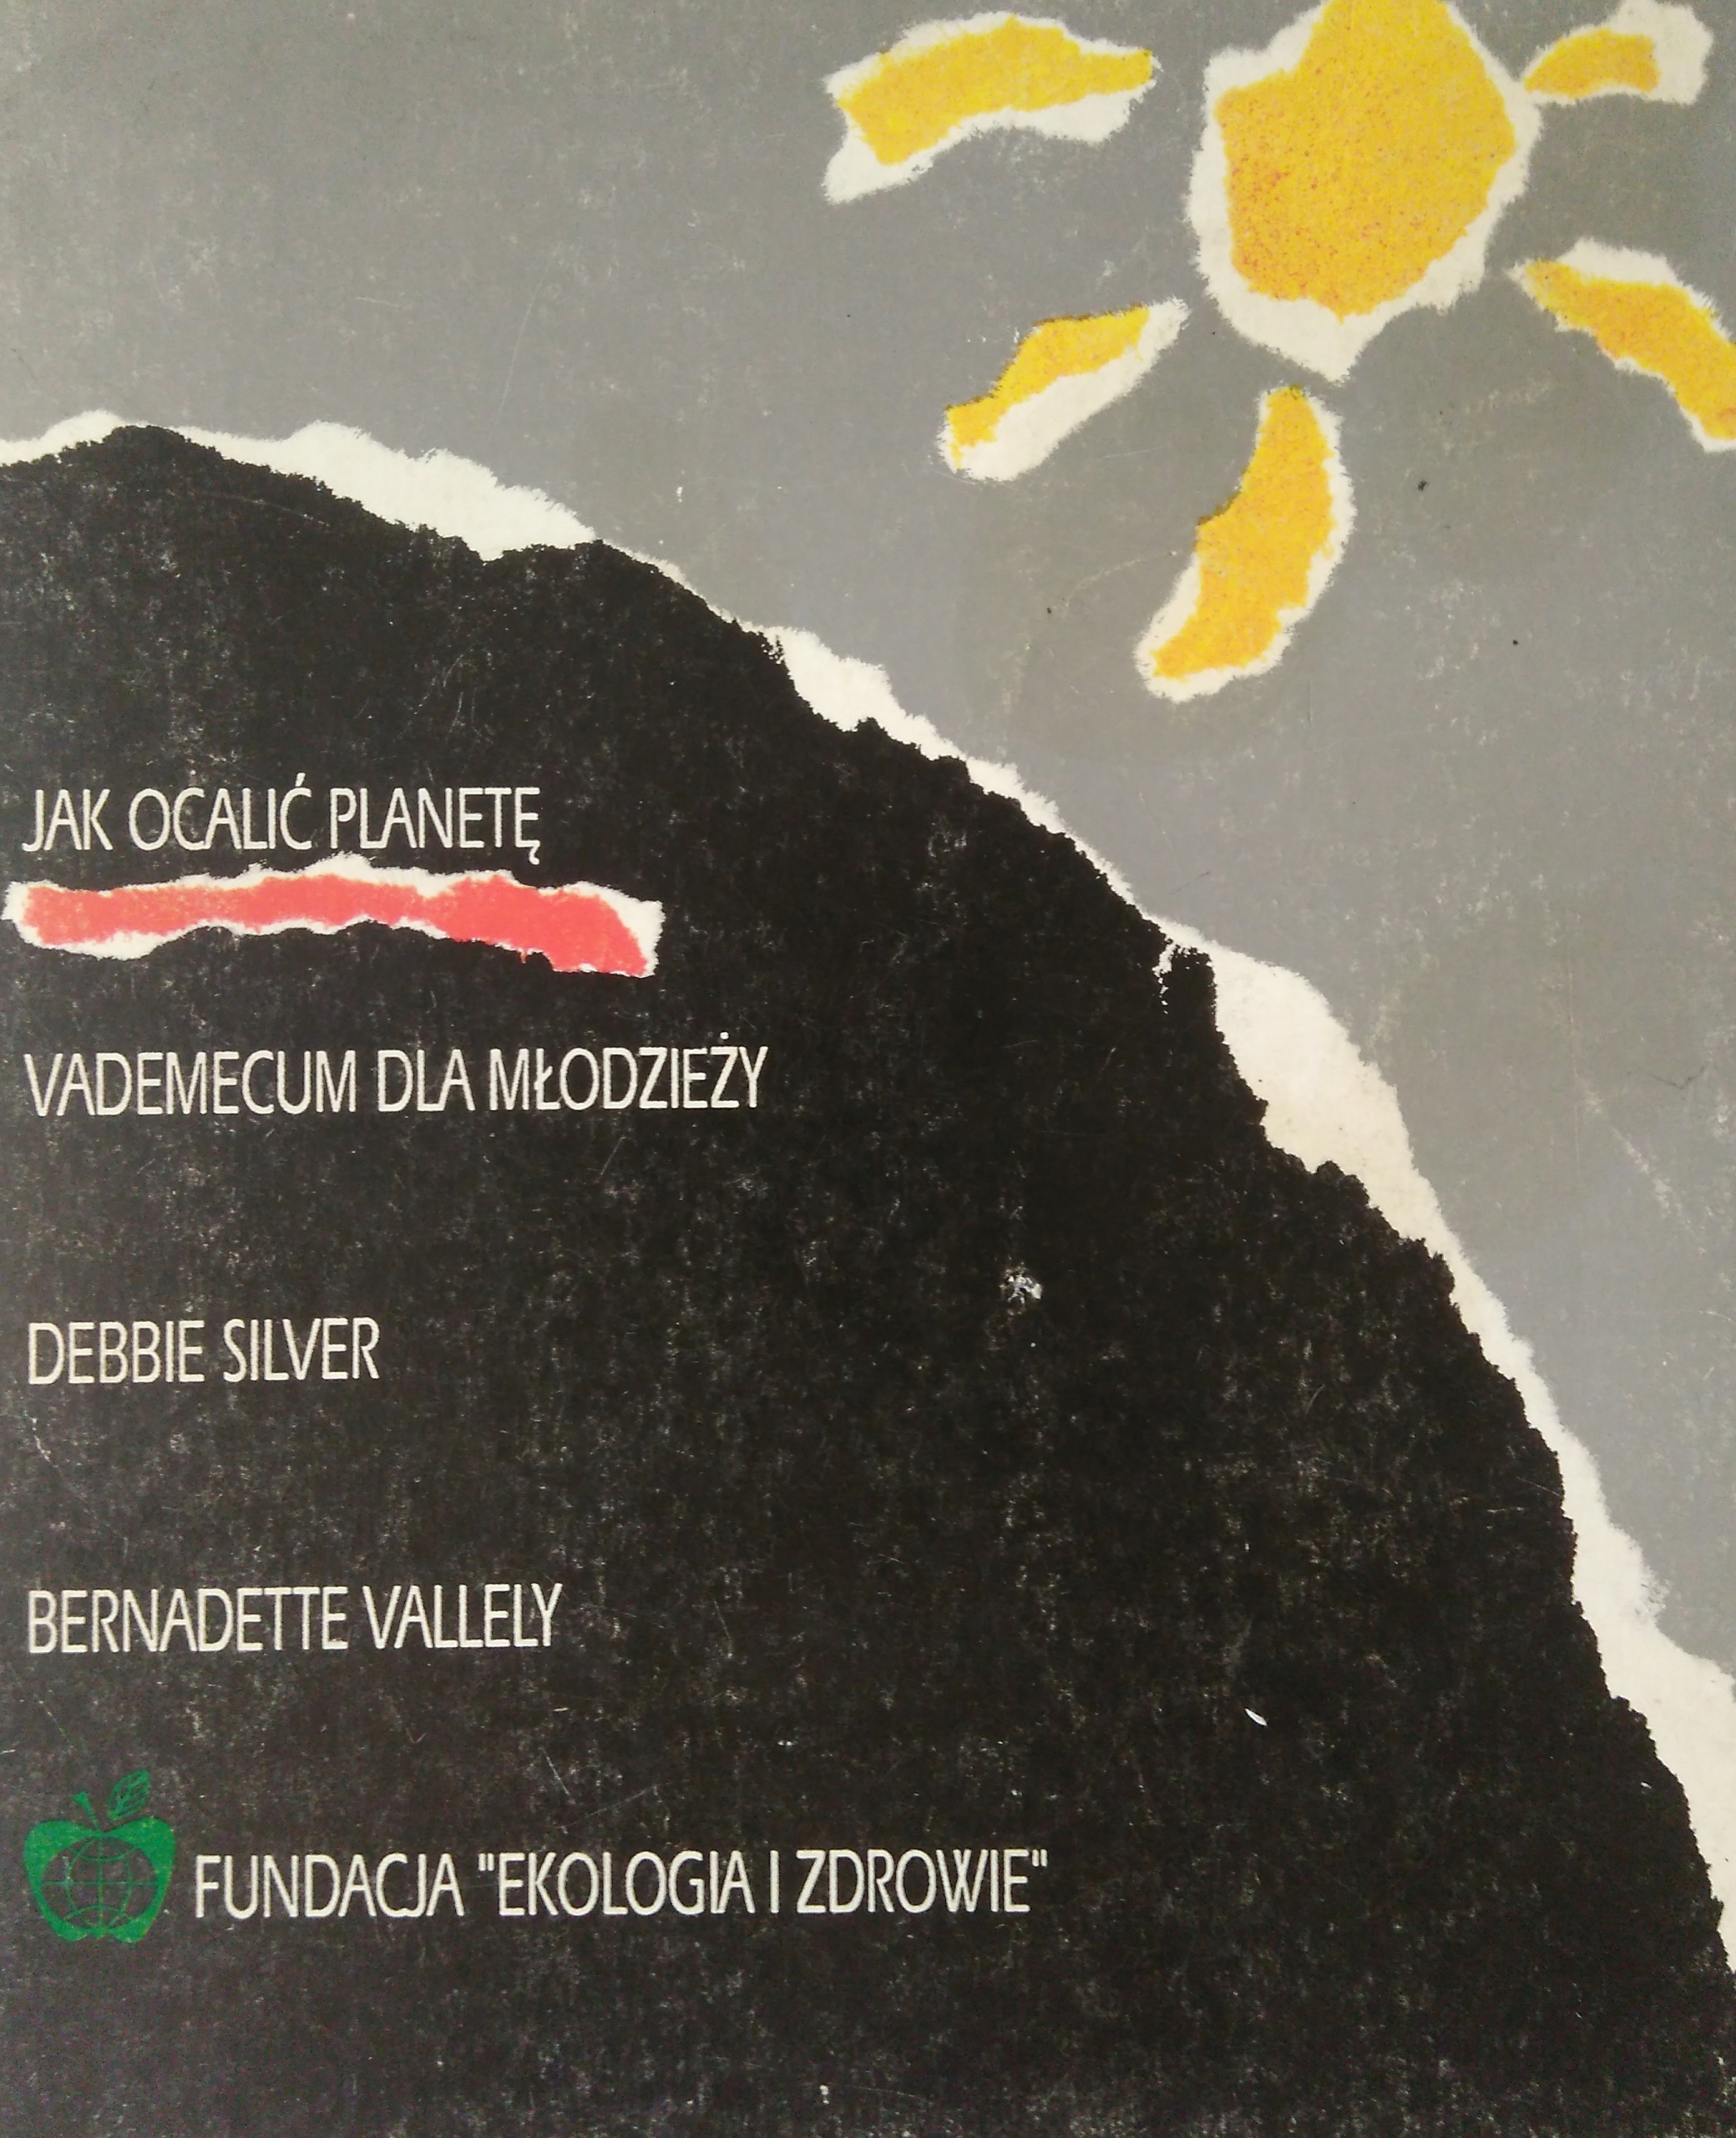 JAK OCALIĆ PLANETĘ
VADEMECUM DLA MŁODZIEŻY
DEBBIE SILVER
BERNADETTE VALLELY
FUNDACJA "EKOLOGIA I ZDROWIE"